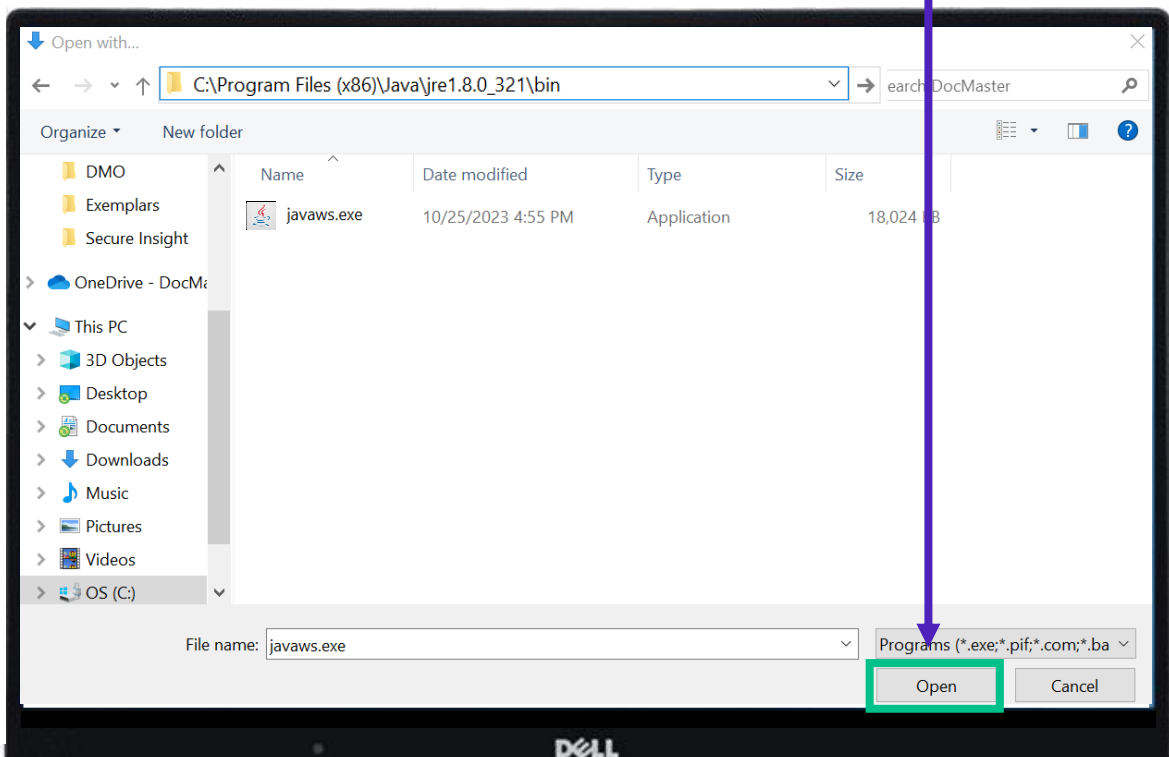 Open with...
C:\Program Files (x86)\Java\jre1.8.0_321\bin
earch DocMaster
Organize New folder
?
Name Date modified Type Size
DMO
Exemplars
Secure Insight
javaws.exe 10/25/2023 4:55 PM Application 18,024
OneDrive - DocMa
This PC
3D Objects
Desktop
Documents
Downloads
Music
Pictures
Videos
OS (C:)
File name: javaws.exe Programs (*.exe;*.pif;*.com;*.ba
Open Cancel
DELL